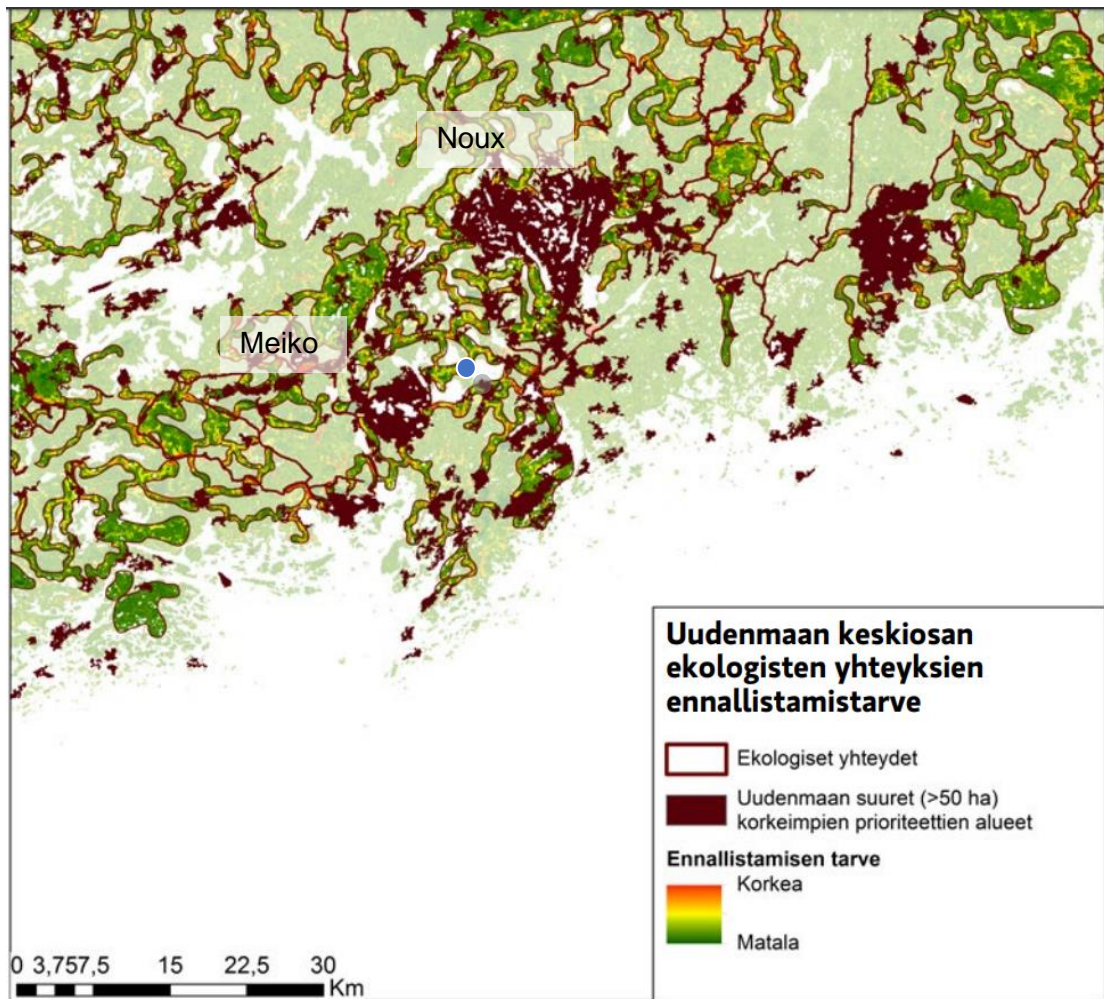 Noux
Meiko
Uudenmaan keskiosan
ekologisten yhteyksien
ennallistamistarve
Ekologiset yhteydet
Uudenmaan suuret (>50 ha)
korkeimpien prioriteettien alueet
Ennallistamisen tarve
Korkea
Matala
0 3,757,5 15 22,5 30
Km